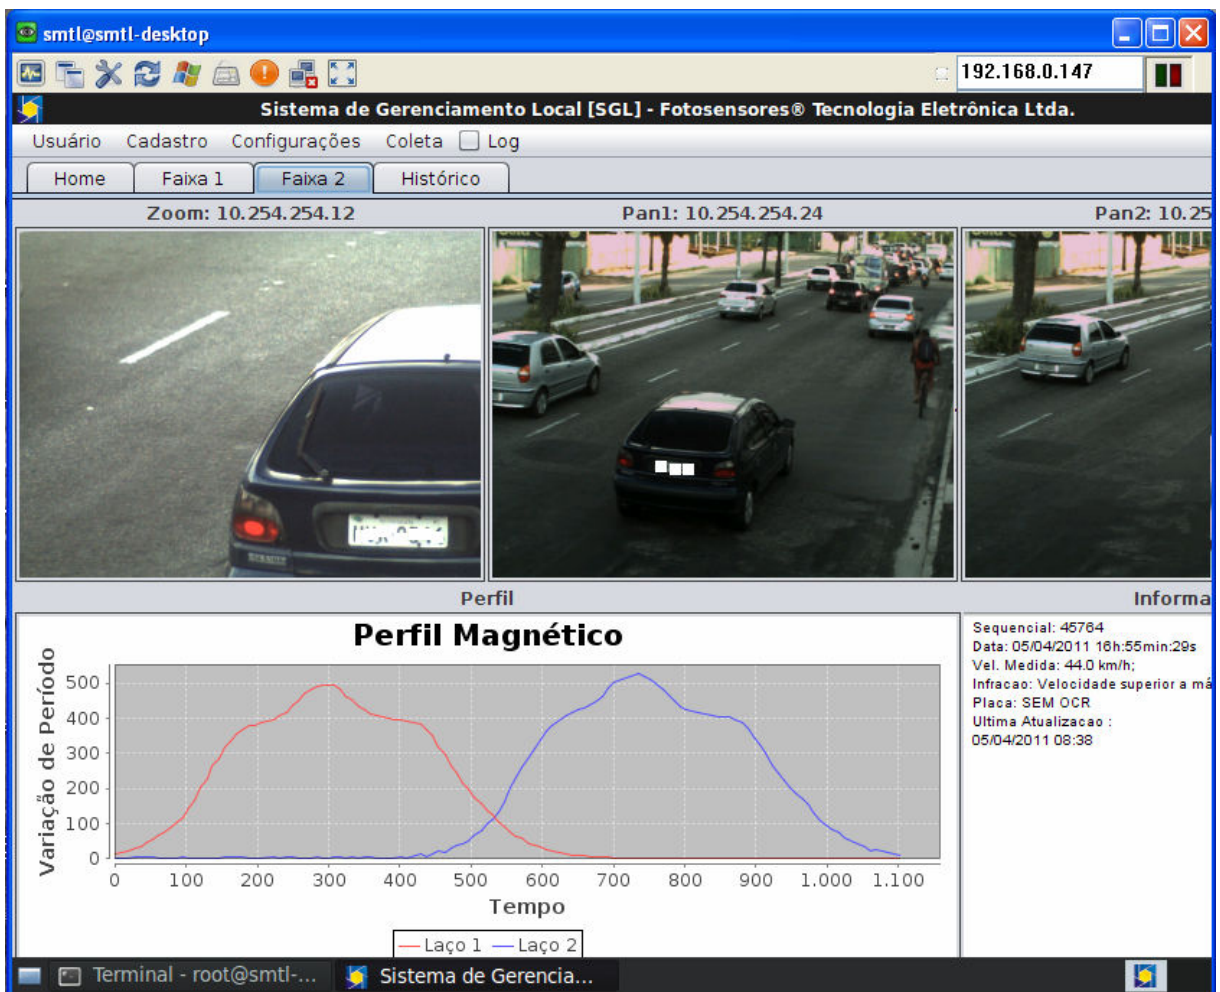 smtl@smtl-desktop
192.168.0.147
Sistema de Gerenciamento Local [SGL] - Fotosensores® Tecnologia Eletrônica Ltda.
Usuário Cadastro Configurações Coleta Log
Home Faixa 1 Faixa 2 Histórico
Zoom: 10.254.254.12 Pan1: 10.254.254.24 Pan2: 10.25
Perfil Informa
Perfil Magnético
Variação de Período
500
400
300
200
100
0
0 100 200 300 400 500 600 700 800 900 1.000 1.100
Tempo
Laço 1 Laço 2
Sequencial: 45764
Data: 05/04/2011 16h:55min:29s
Vel. Medida: 44.0 km/h;
Infracao: Velocidade superior a má
Placa: SEM OCR
Ultima Atualizacao :
05/04/2011 08:38
Terminal - root@smtl-... Sistema de Gerencia...